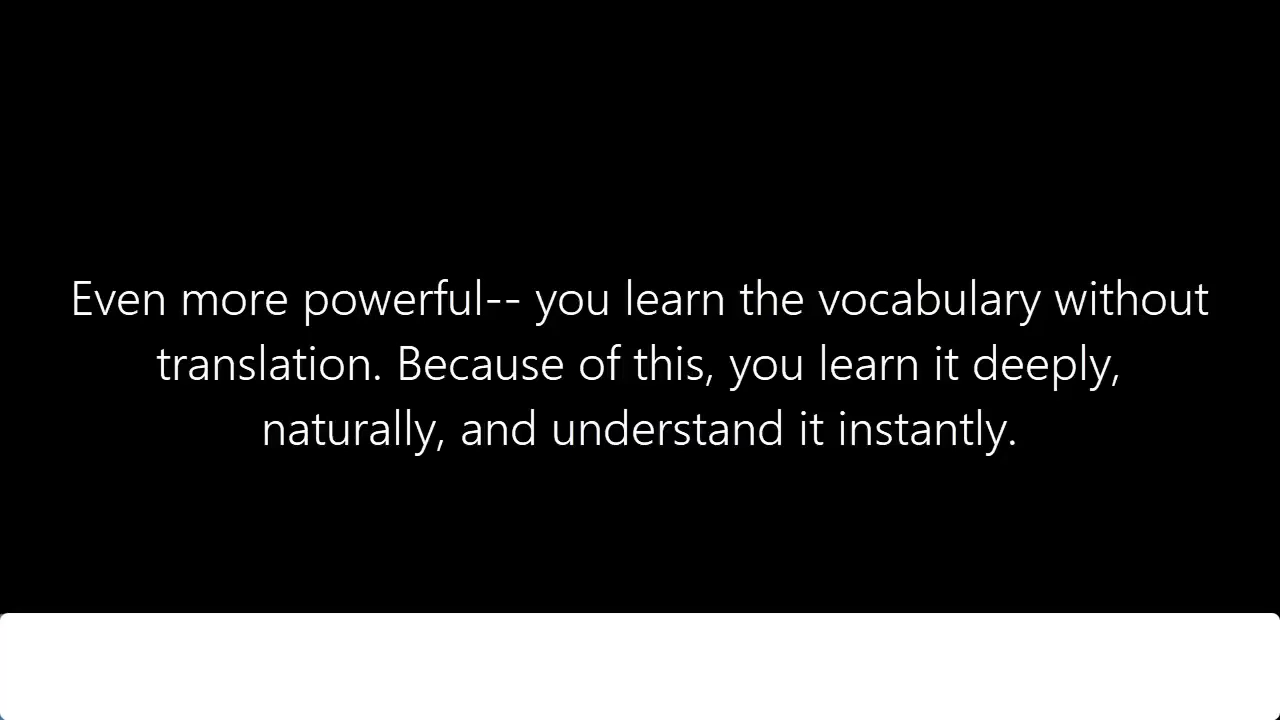 Even more powerful-- you learn the vocabulary without
translation. Because of this, you learn it deeply,
naturally, and understand it instantly.